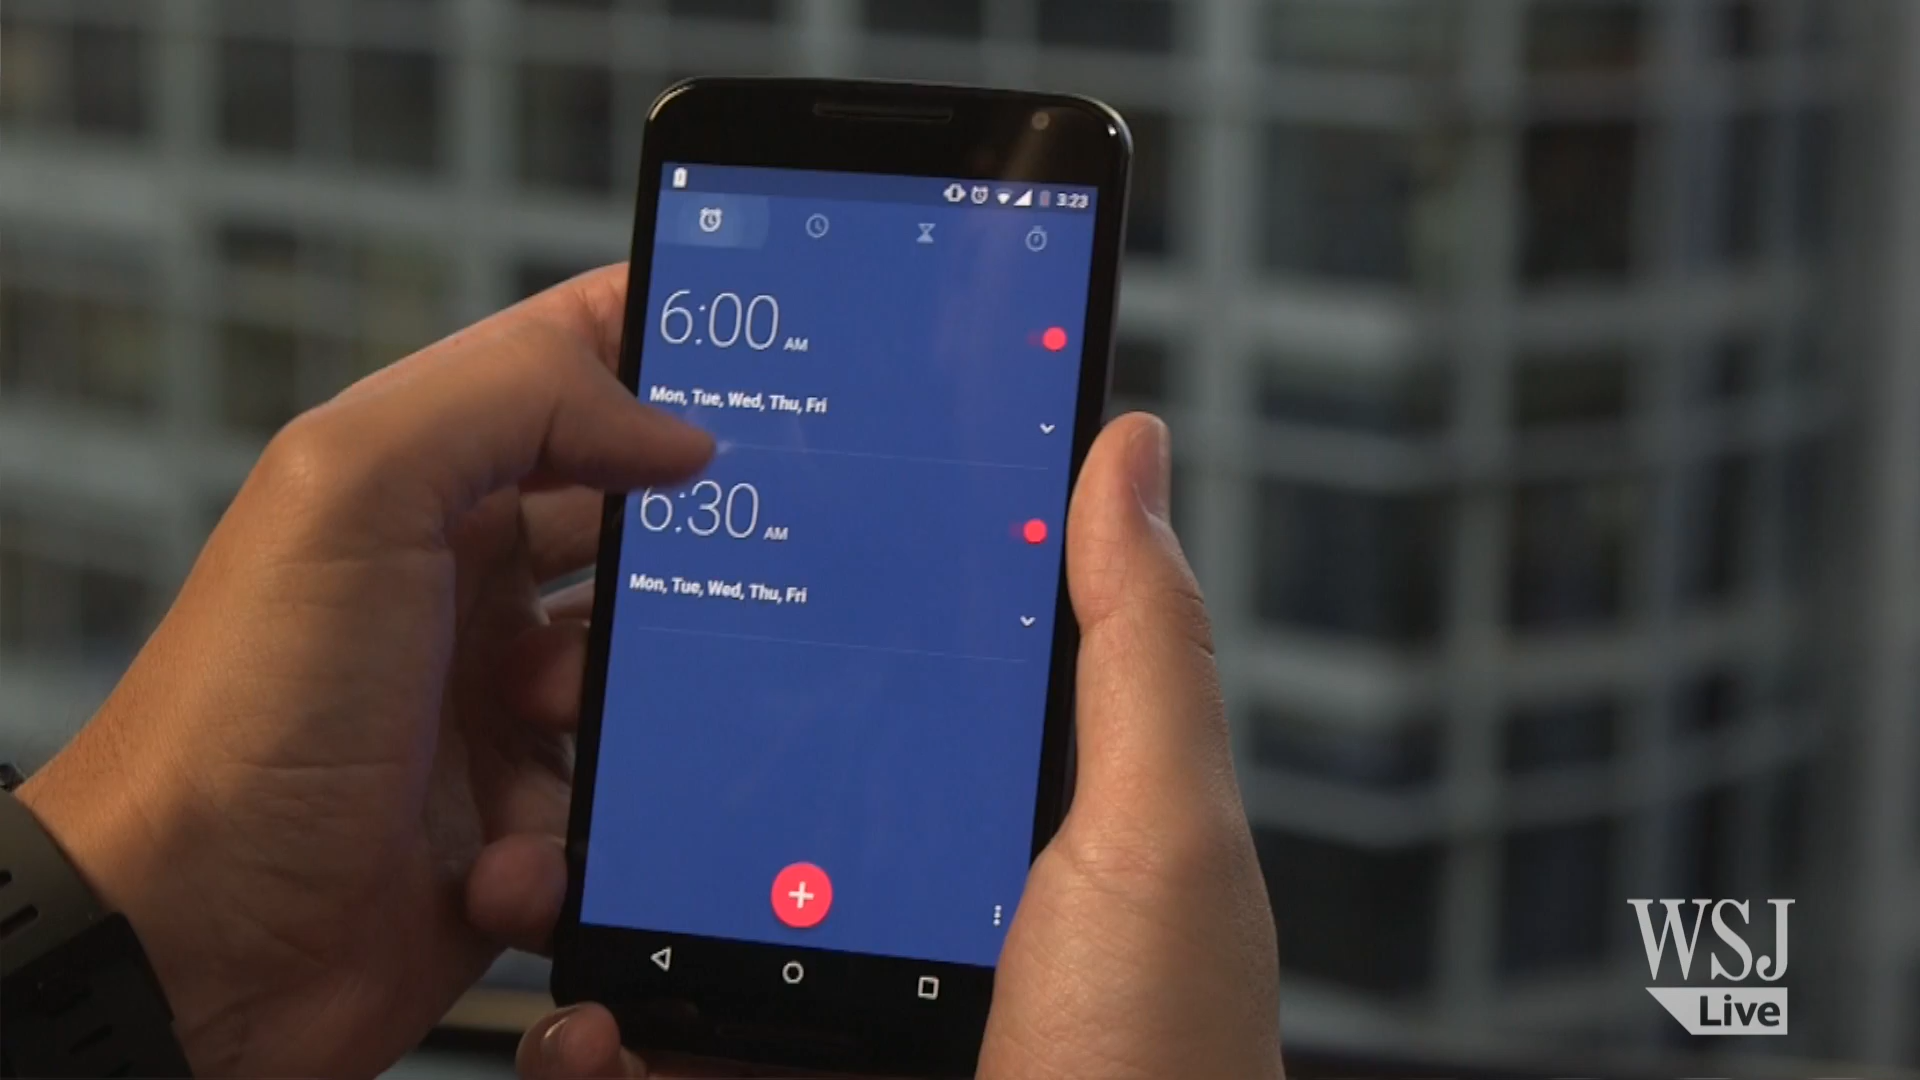 3:23
6:00 AM
Mon, Tue, Wed, Thu, Fri
6:30 AM
Mon, Tue, Wed, Thu, Fri
WSJ
Live